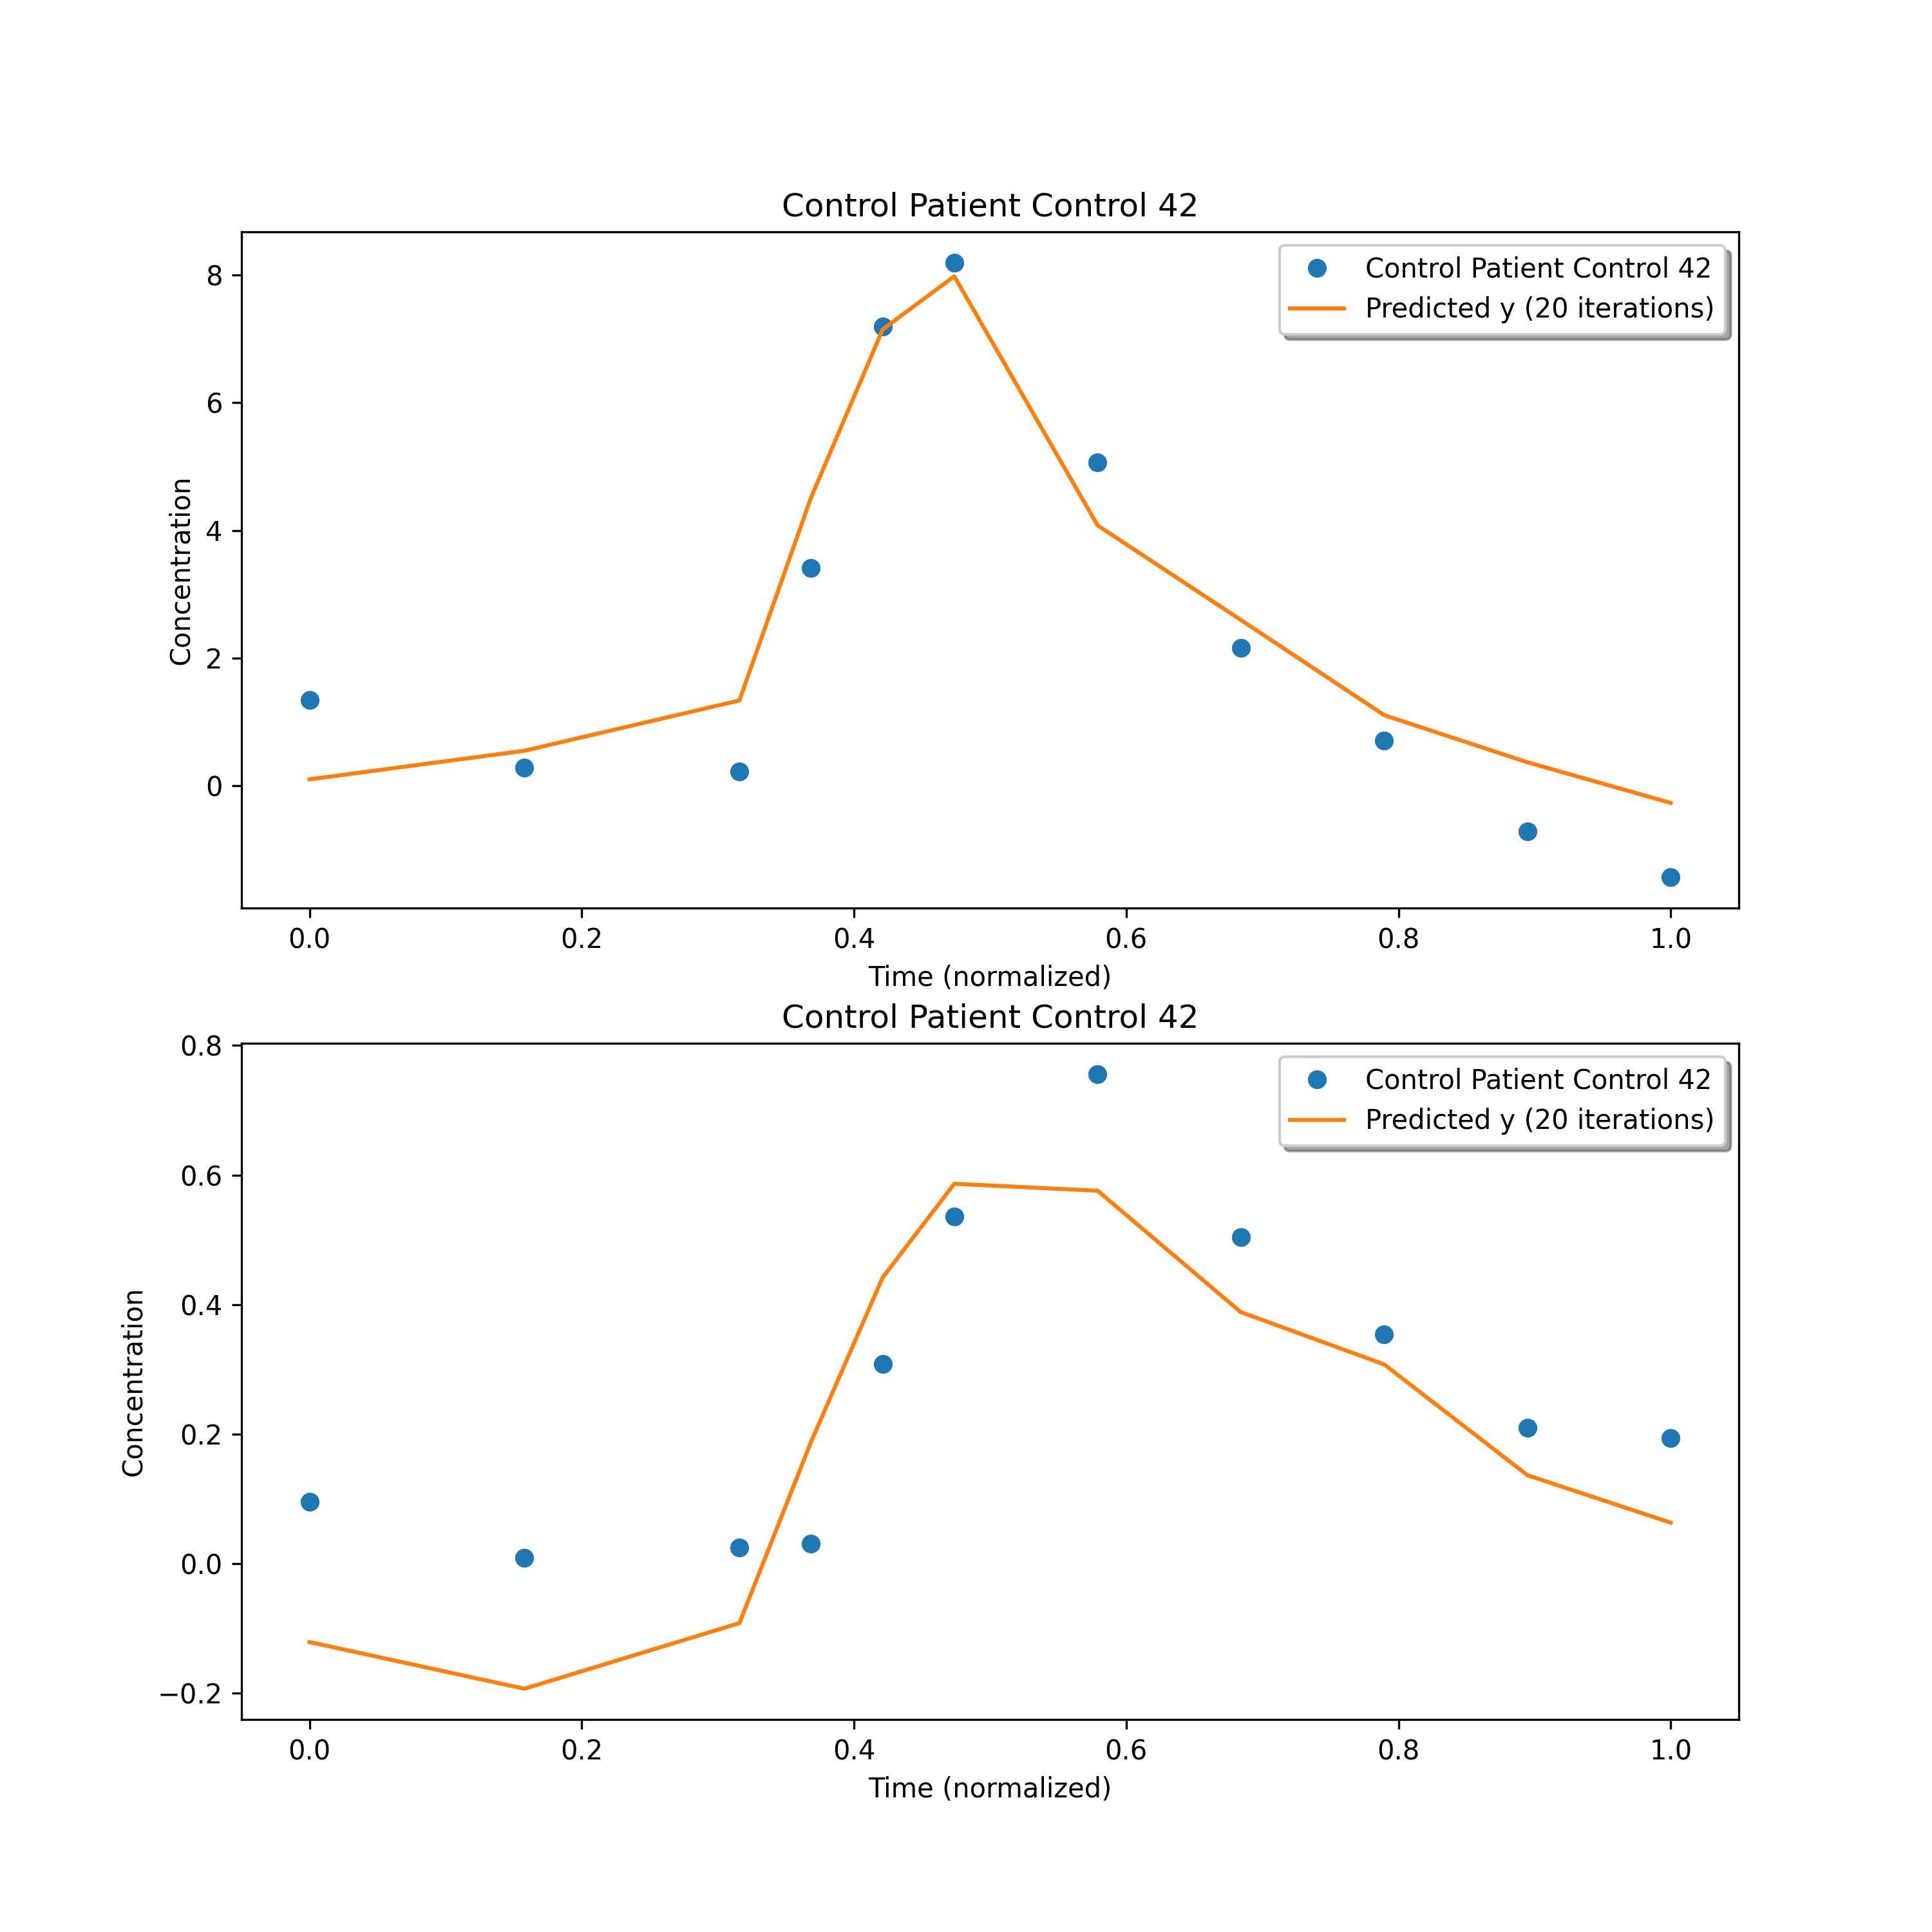 Control Patient Control 42
Control Patient Control 42
Predicted y (20 iterations)
8
6
4
2
0
Concentration
0.0 0.2 0.4 0.6 0.8 1.0
Time (normalized)
Control Patient Control 42
Control Patient Control 42
Predicted y (20 iterations)
0.8
0.6
0.4
0.2
0.0
−0.2
Concentration
0.0 0.2 0.4 0.6 0.8 1.0
Time (normalized)